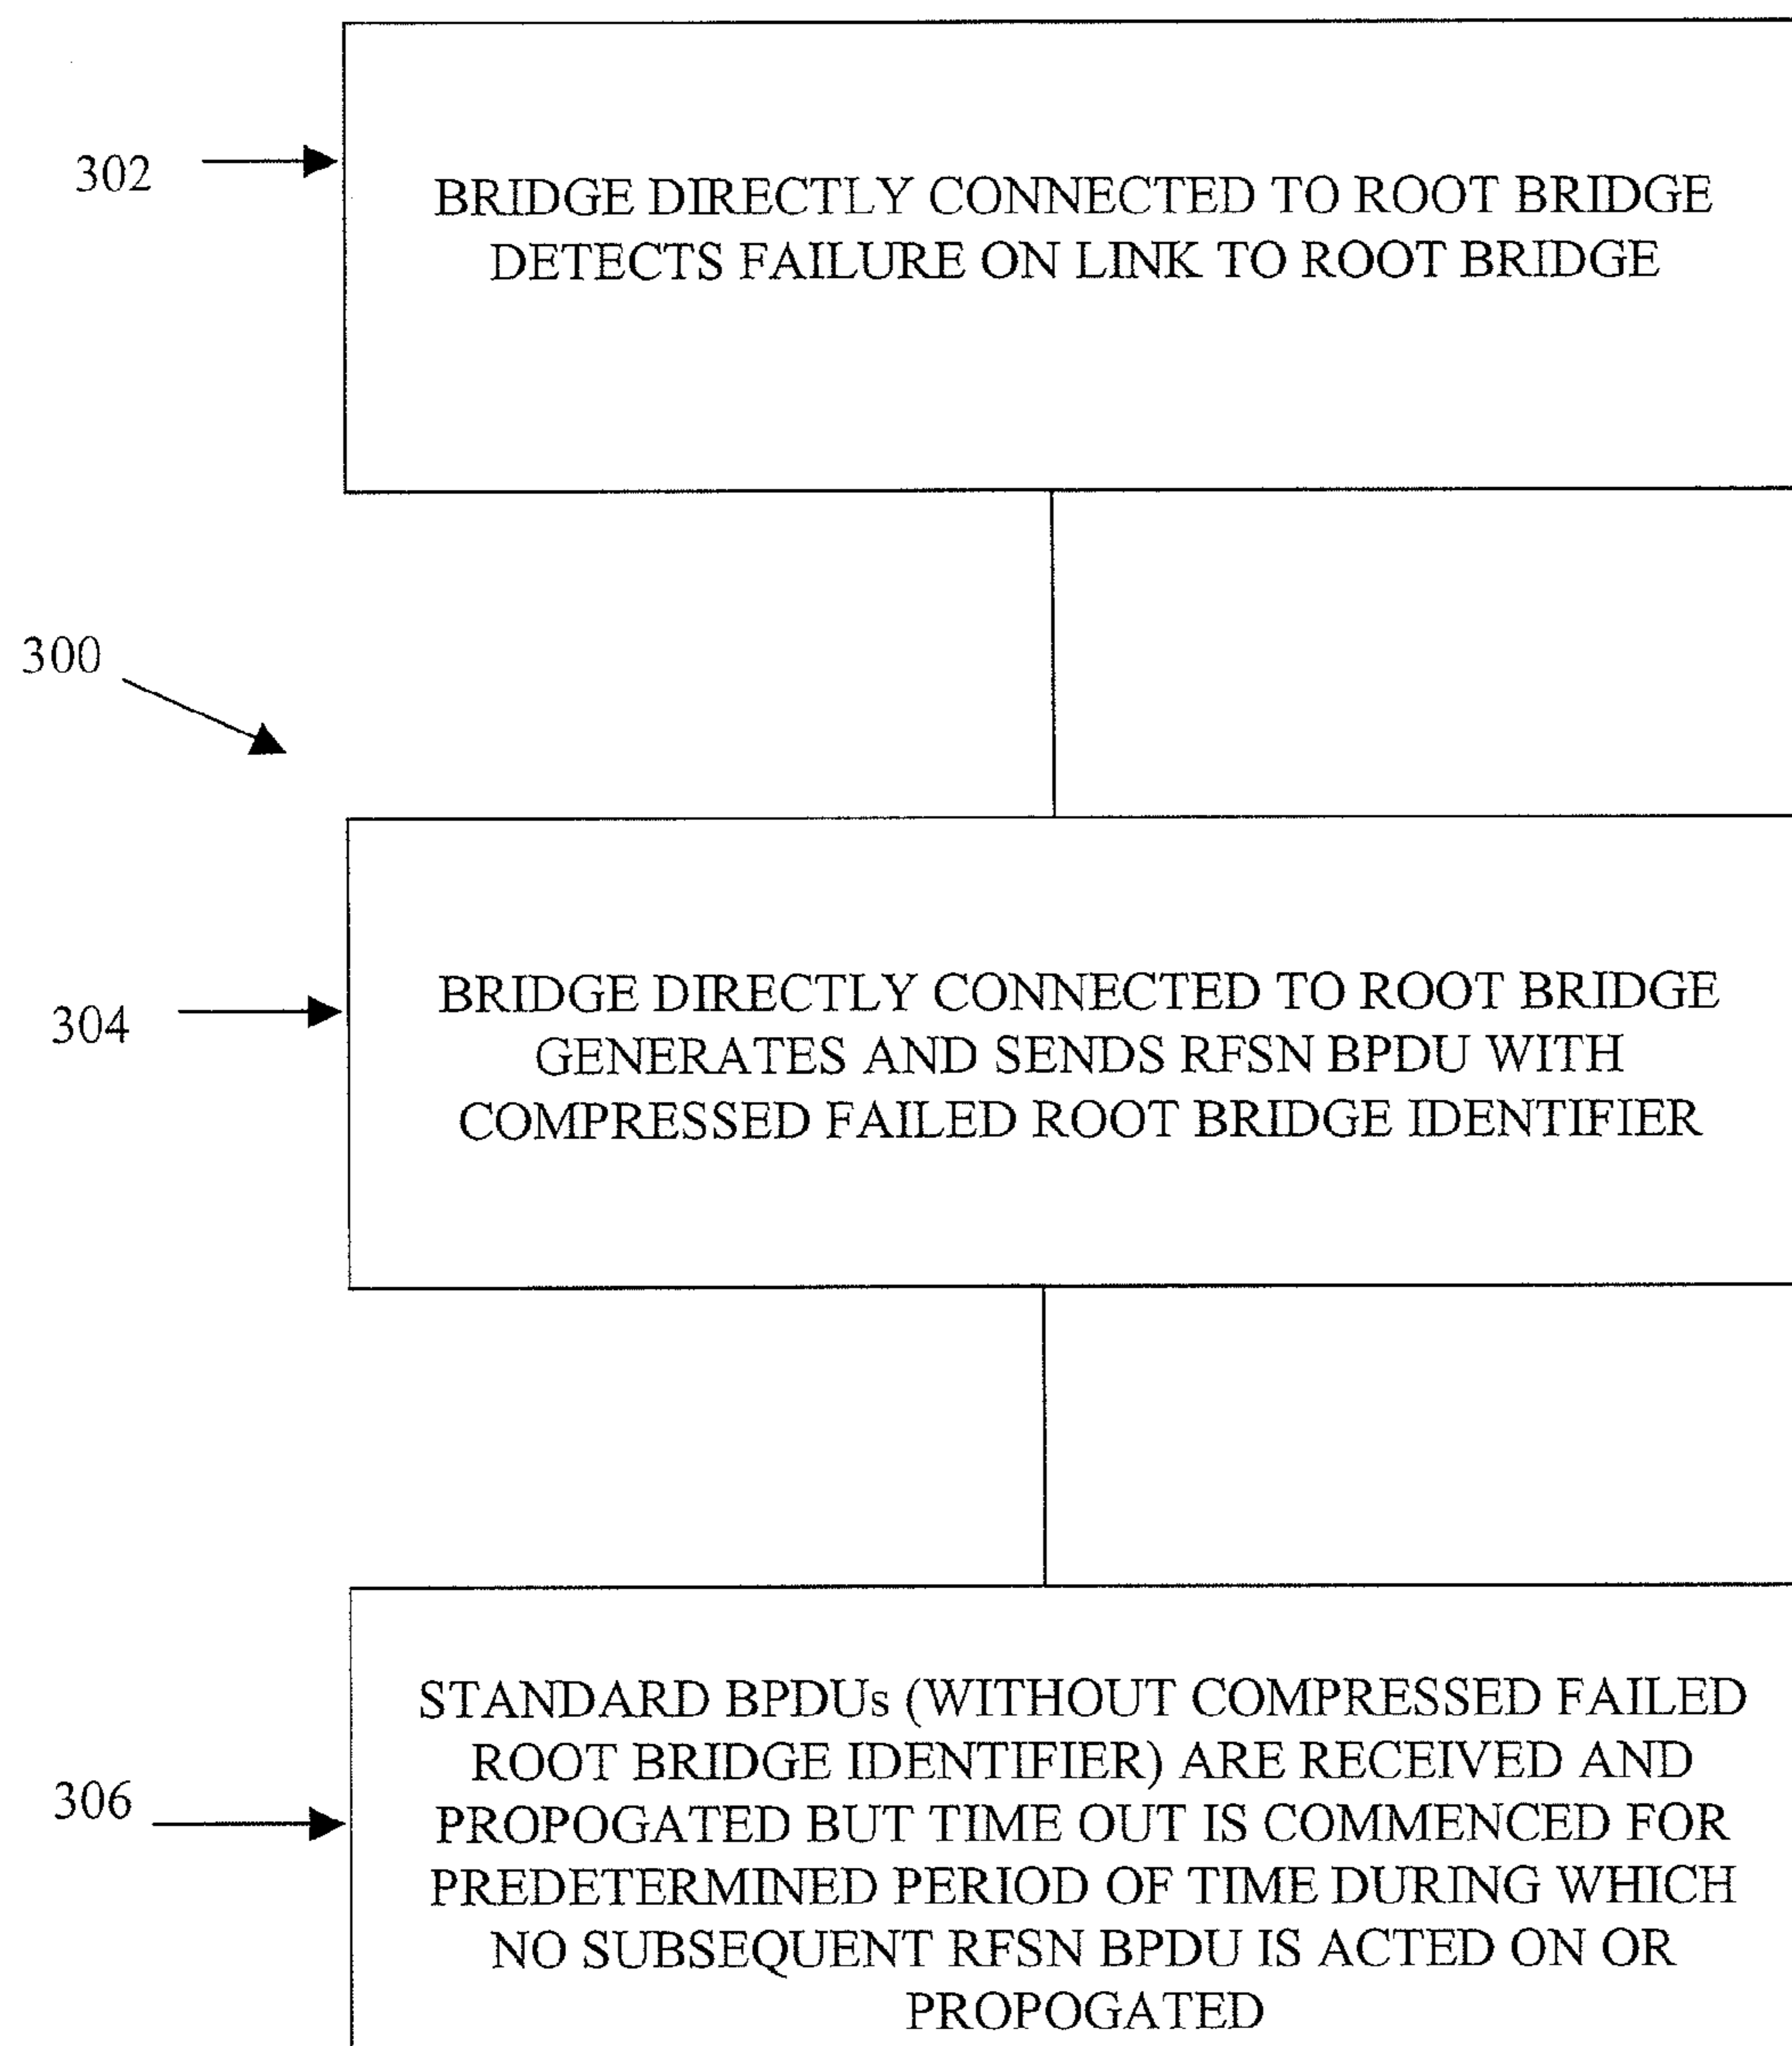 302
BRIDGE DIRECTLY CONNECTED TO ROOT BRIDGE
DETECTS FAILURE ON LINK TO ROOT BRIDGE
300
304
BRIDGE DIRECTLY CONNECTED TO ROOT BRIDGE
GENERATES AND SENDS RFSN BPDU WITH
COMPRESSED FAILED ROOT BRIDGE IDENTIFIER
306
STANDARD BPDUs (WITHOUT COMPRESSED FAILED
ROOT BRIDGE IDENTIFIER) ARE RECEIVED AND
PROPOGATED BUT TIME OUT IS COMMENCED FOR
PREDETERMINED PERIOD OF TIME DURING WHICH
NO SUBSEQUENT RFSN BPDU IS ACTED ON OR
PROPOGATED